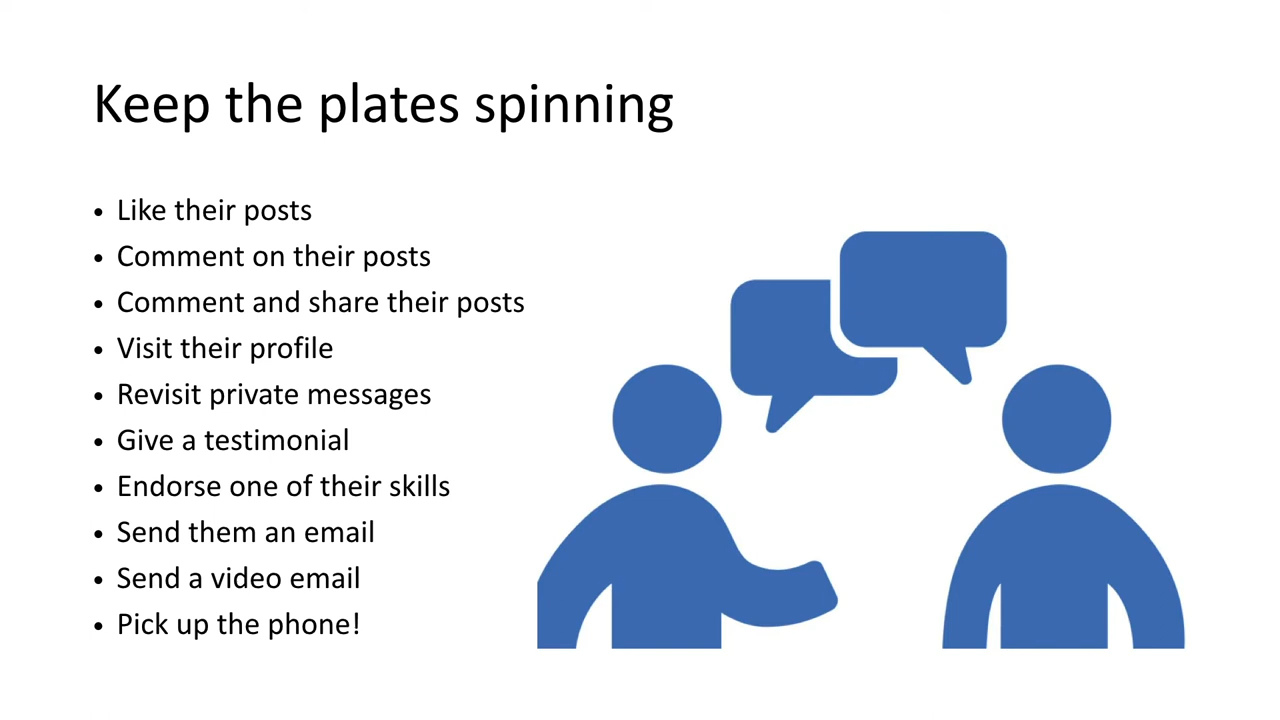 Keep the plates spinning
• Like their posts
• Comment on their posts
• Comment and share their posts
• Visit their profile
• Revisit private messages
• Give a testimonial
• Endorse one of their skills
• Send them an email
• Send a video email
• Pick up the phone!